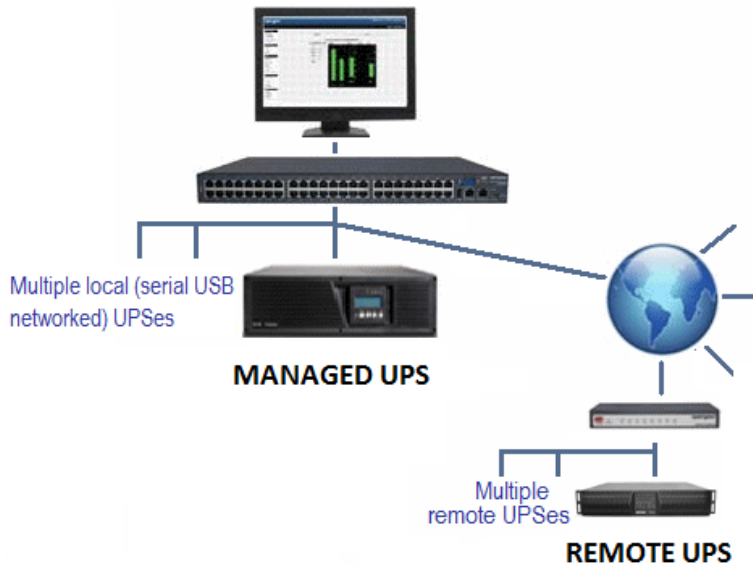 Multiple local (serial USB
networked) UPSes
MANAGED UPS
Multiple
remote UPSes
REMOTE UPS